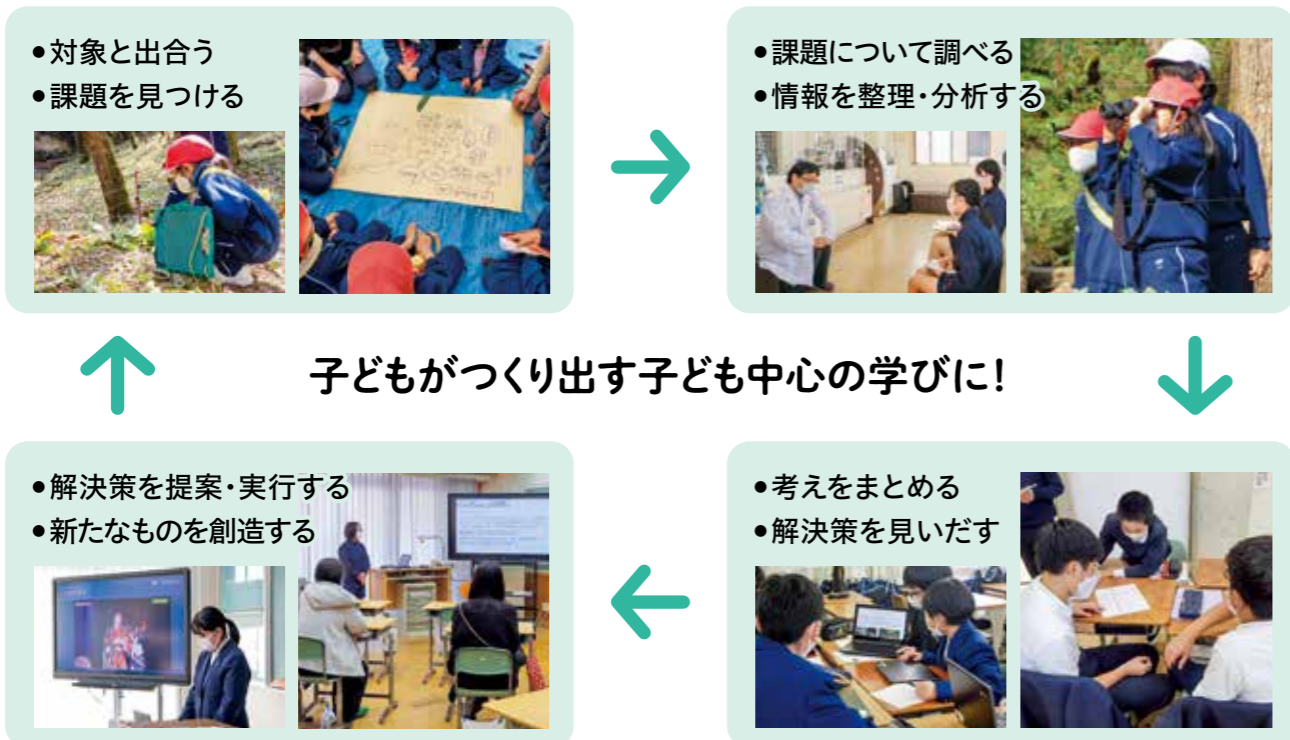 ●対象と出合う
●課題を見つける
●課題について調べる
●情報を整理・分析する
子どもがつくり出す子ども中心の学びに!
●解決策を提案・実行する
●新たなものを創造する
●考えをまとめる
●解決策を見いだす